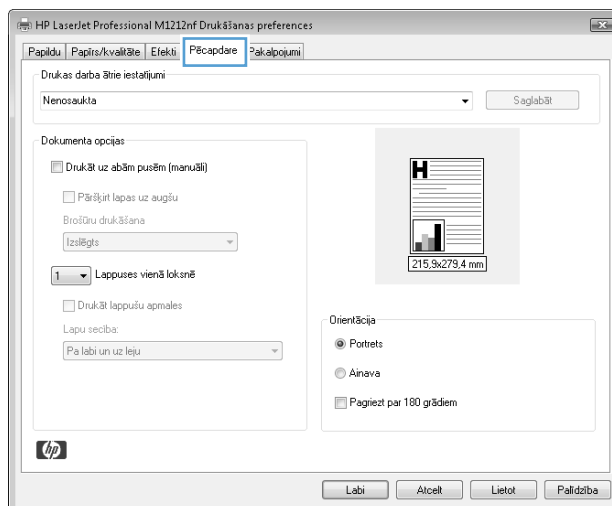 HP LaserJet Professional M1212nf Drukāšanas preferences
Papildu Papīrs/kvalitāte Efekti Pēcapdare Pakalpojumi
Drukas darba ātrie iestatījumi
Nenosaukta Saglabāt
Dokumenta opcijas
Drukāt uz abām pusēm (manuāli)
Pāršķirt lapas uz augšu
Brošūru drukāšana
Izslēgts
1 Lappuses vienā loksnē
Drukāt lappušu apmales
Lapu secība:
Pa labi un uz leju
H
215,9x279,4 mm
Orientācija
Portrets
Ainava
Pagriezt par 180 grādiem
hp
Labi Atcelt Lietot Palīdzība